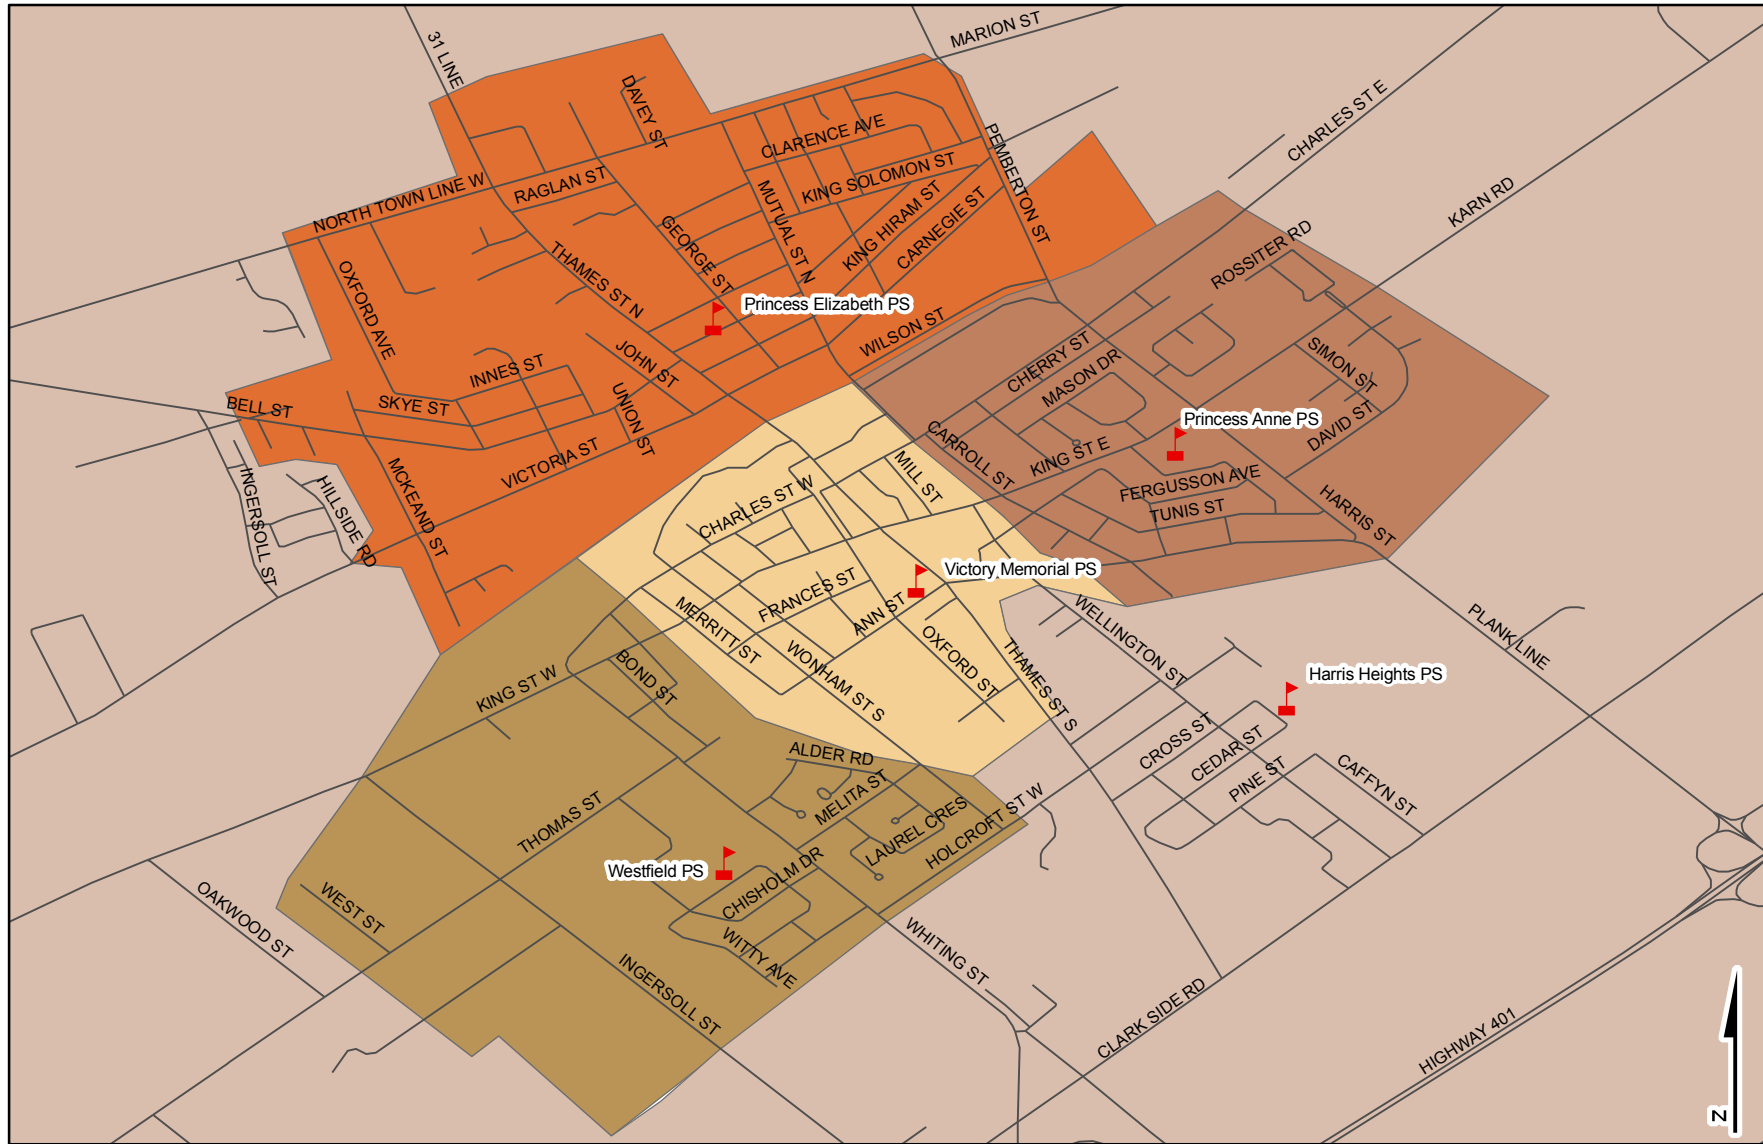 MARION ST
31 LINE
DAVEY ST
CHARLES ST E
CLARENCE AVE
PEMBERTON ST
KARN RD
NORTH TOWN LINE W
RAGLAN ST
KING SOLOMON ST
MUTUAL ST N
KING HIRAM ST
CARNEGIE ST
GEORGE ST
ROSSITER RD
THAMES ST N
OXFORD AVE
Princess Elizabeth PS
WILSON ST
JOHN ST
CHERRY ST
MASON DR
SIMON ST
INNES ST
SKYE ST
BELL ST
UNION ST
DAVID ST
Princess Anne PS
CARROLL ST
KING ST E
VICTORIA ST
MILL ST
FERGUSSON AVE
TUNIS ST
HARRIS ST
INGERSOLL ST
HILLSIDE RD
MCKEAND ST
CHARLES ST W
Victory Memorial PS
FRANCES ST
ANN ST
MERRITT ST
WELLINGTON ST
PLANK LINE
OXFORD ST
THAMES ST S
WONHAM ST S
BOND ST
KING ST W
Harris Heights PS
CROSS ST
CEDAR ST
PINE ST
CAFFYN ST
ALDER RD
MELITA ST
THOMAS ST
LAUREL CRES
HOLCROFT ST W
Westfield PS
CHISHOLM DR
WEST ST
OAKWOOD ST
WITTY AVE
WHITING ST
INGERSOLL ST
CLARK SIDE RD
HIGHWAY 401
N